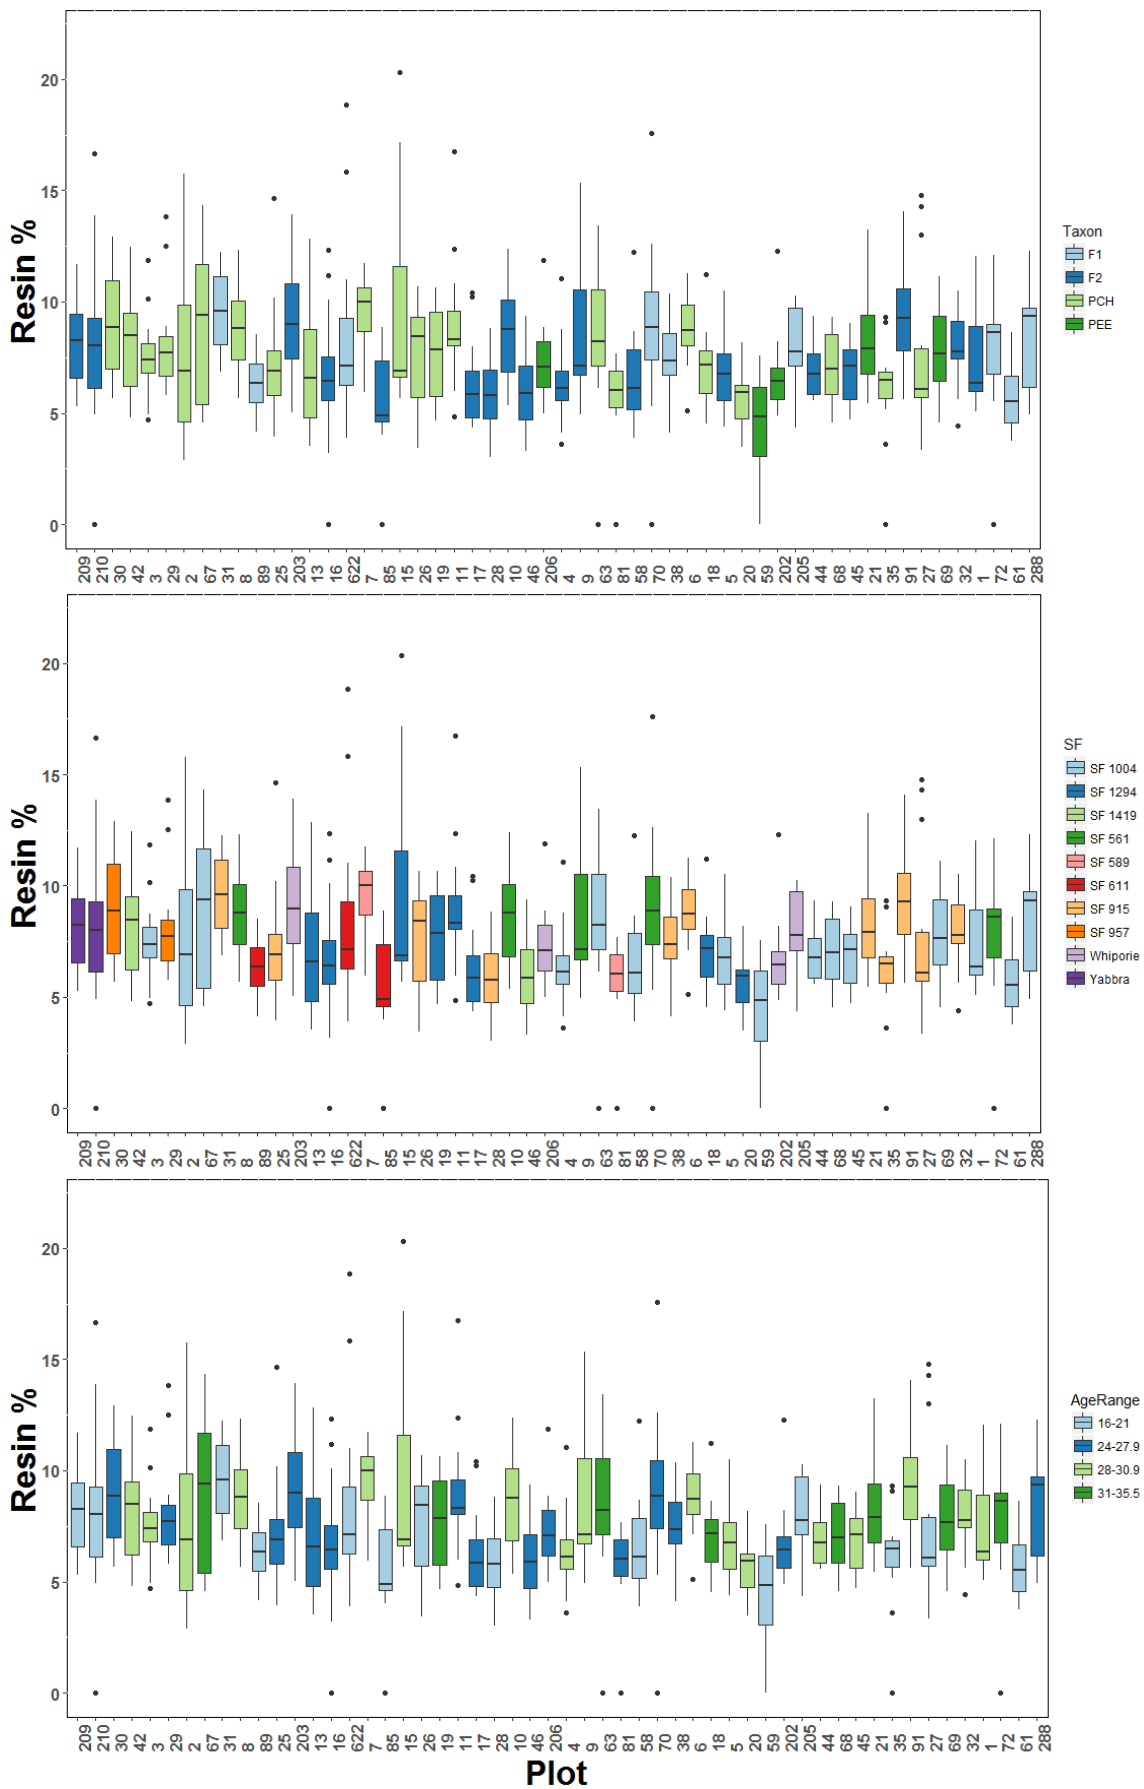 Resin %
20
15
10
5
0
209 210 30 42 3 29 2 67 31 8 89 25 203 13 16 622 7 85 15 26 19 11 17 28 10 46 206 4 9 63 81 58 70 38 6 18 5 20 59 202 205 44 68 45 21 35 91 27 69 32 1 72 61 288
Taxon
F1
F2
PCH
PEE
Resin %
20
15
10
5
0
209 210 30 42 3 29 2 67 31 8 89 25 203 13 16 622 7 85 15 26 19 11 17 28 10 46 206 4 9 63 81 58 70 38 6 18 5 20 59 202 205 44 68 45 21 35 91 27 69 32 1 72 61 288
SF
SF 1004
SF 1294
SF 1419
SF 561
SF 589
SF 611
SF 915
SF 957
Whiporie
Yabbra
Resin %
20
15
10
5
0
209 210 30 42 3 29 2 67 31 8 89 25 203 13 16 622 7 85 15 26 19 11 17 28 10 46 206 4 9 63 81 58 70 38 6 18 5 20 59 202 205 44 68 45 21 35 91 27 69 32 1 72 61 288
AgeRange
16-21
24-27.9
28-30.9
31-35.5
Plot